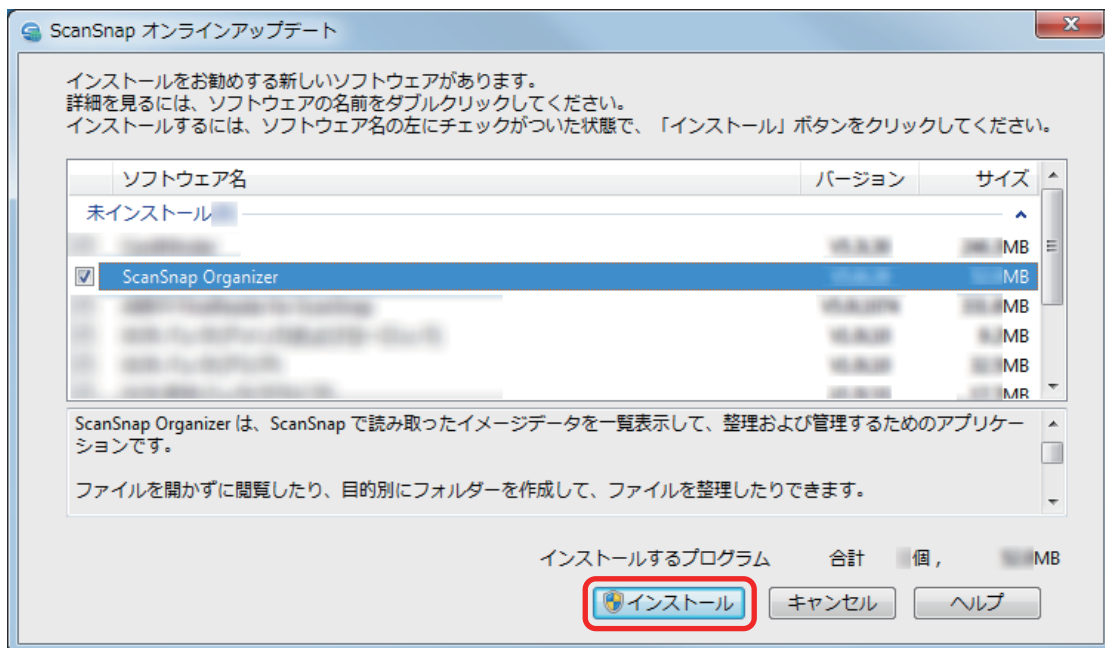 ScanSnap オンラインアップデート
インストールをお勧めする新しいソフトウェアがあります。
詳細を見るには、ソフトウェアの名前をダブルクリックしてください。
インストールするには、ソフトウェア名の左にチェックがついた状態で、「インストール」ボタンをクリックしてください。
ソフトウェア名 バージョン サイズ
未インストール
MB
ScanSnap Organizer MB
MB
MB
MB
MB
ScanSnap Organizer は、ScanSnap で読み取ったイメージデータを一覧表示して、整理および管理するためのアプリケー
ションです。
ファイルを開かずに閲覧したり、目的別にフォルダーを作成して、ファイルを整理したりできます。
インストールするプログラム 合計 個 , MB
インストール キャンセル ヘルプ